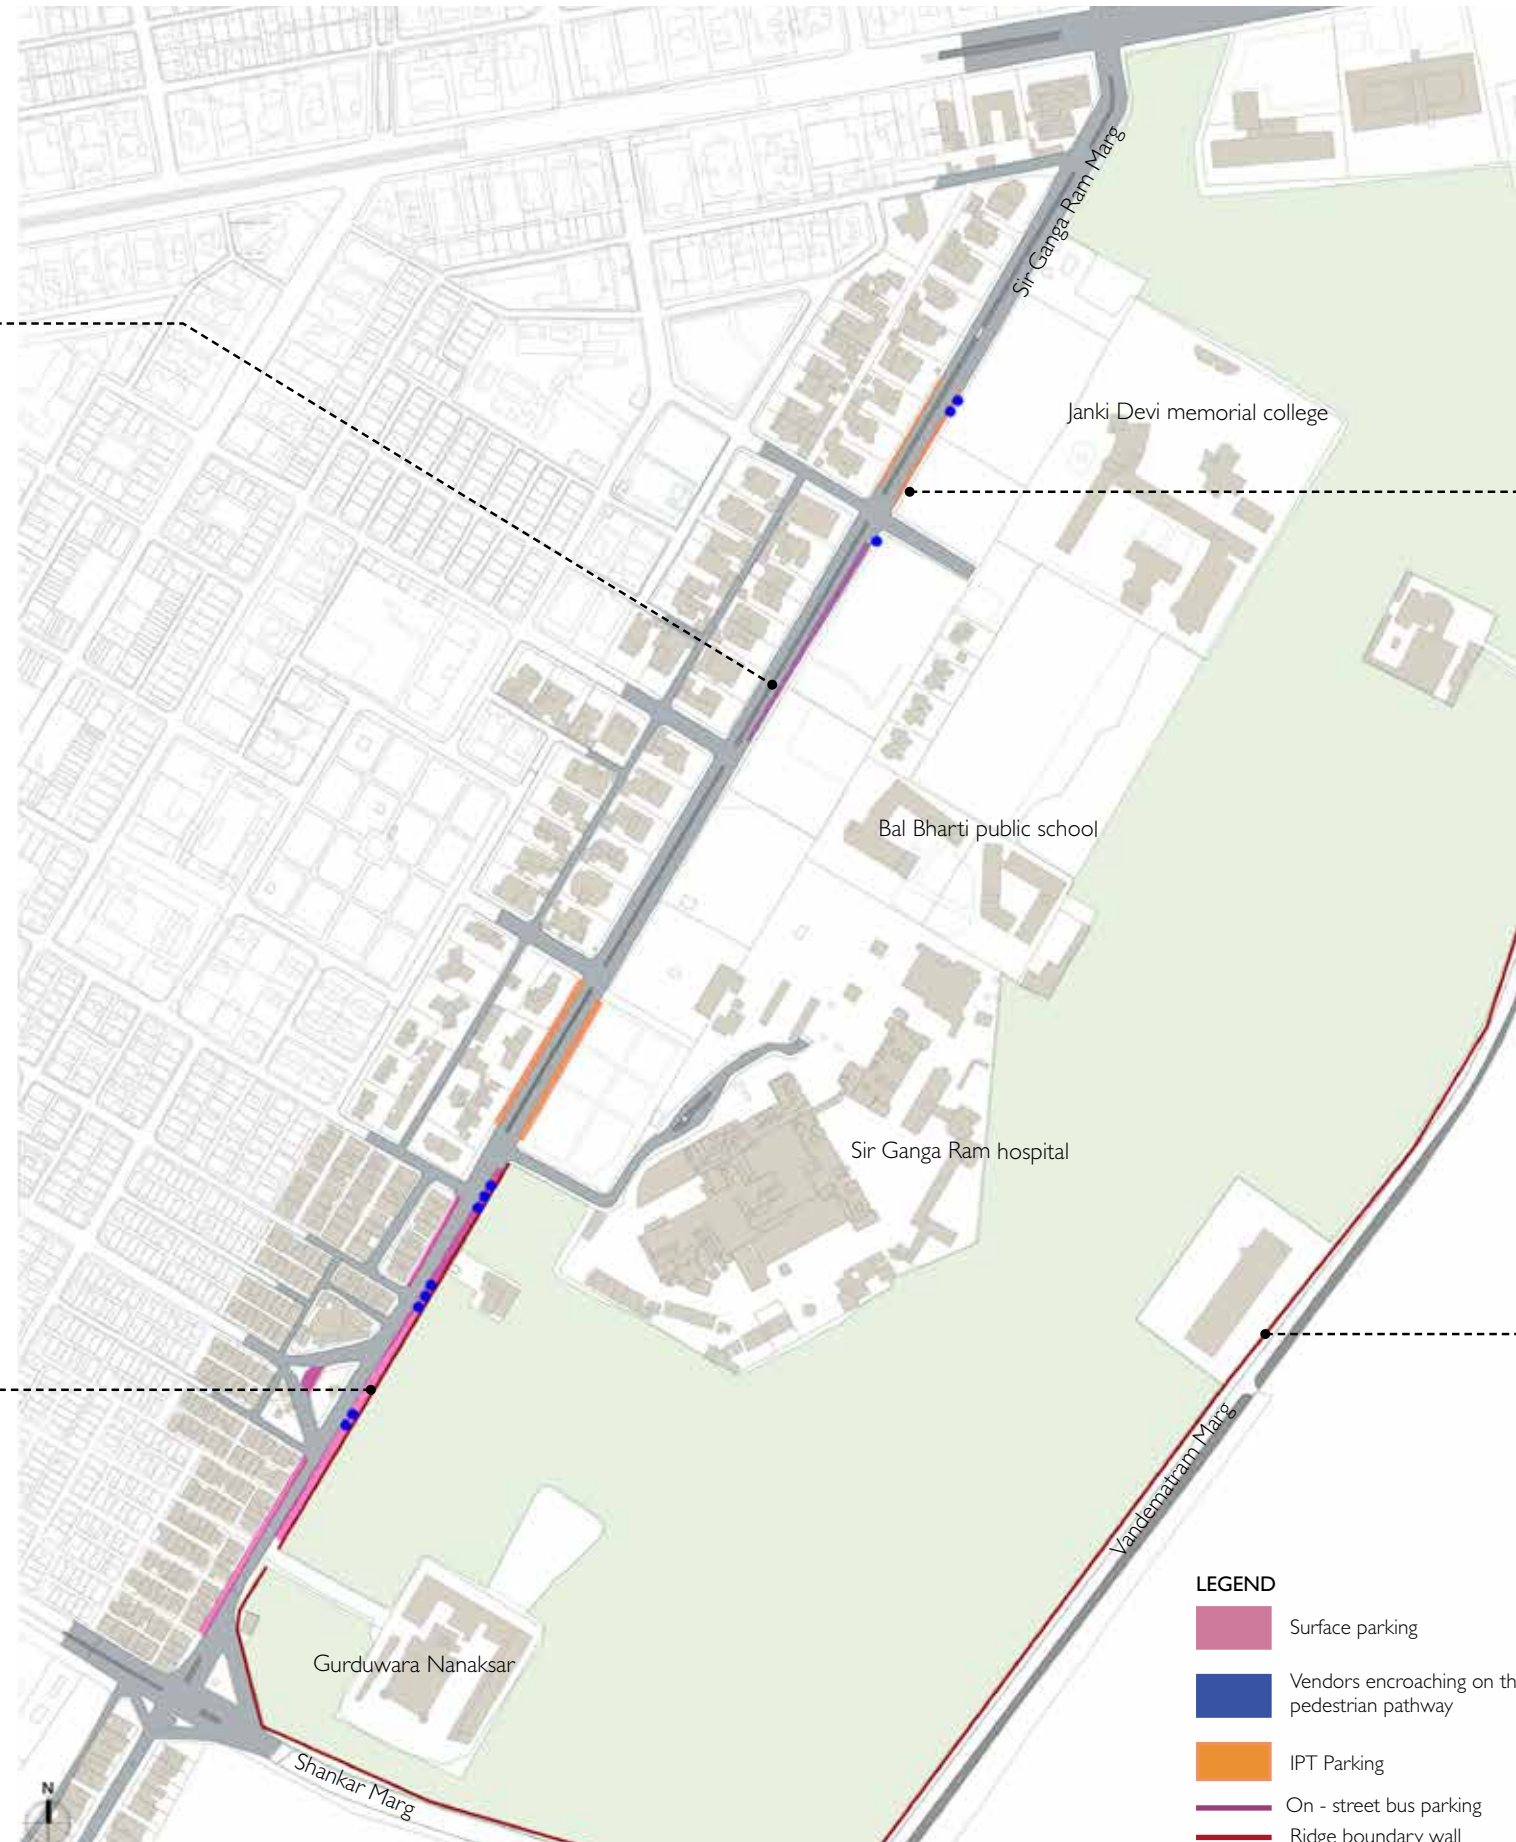 Sir Ganga Ram Marg
Janki Devi memorial college
Bal Bharti public school
Sir Ganga Ram hospital
Vandematram Marg
Gurduwara Nanaksar
Shankar Marg
N
LEGEND
Surface parking
Vendors encroaching on th
pedestrian pathway
IPT Parking
On - street bus parking
Ridge boundary wall